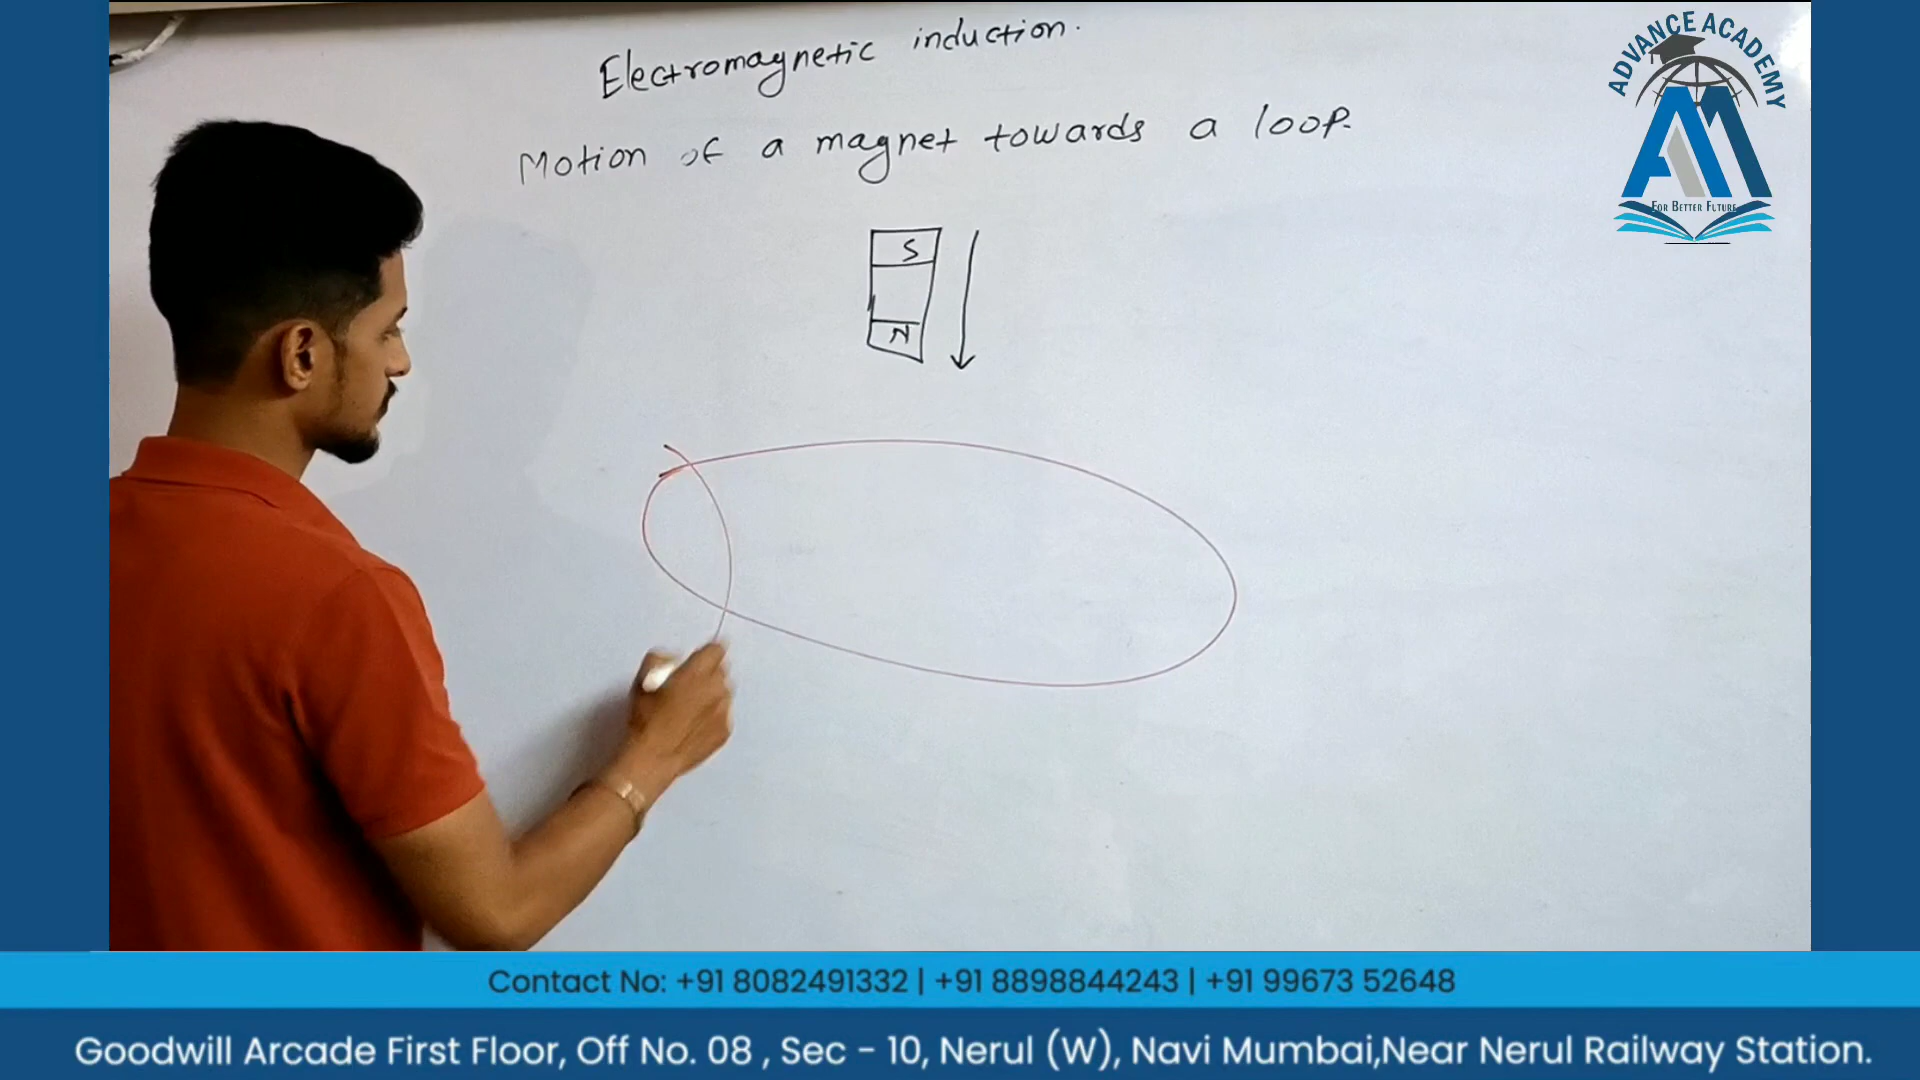 Electromagnetic induction.
Motion of a magnet towards a loop.
S
N
ADVANCE ACADEMY
FOR BETTER FUTURE
Contact No: +91 8082491332 | +91 8898844243 | +91 99673 52648
Goodwill Arcade First Floor, Off No. 08 , Sec - 10, Nerul (W), Navi Mumbai,Near Nerul Railway Station.